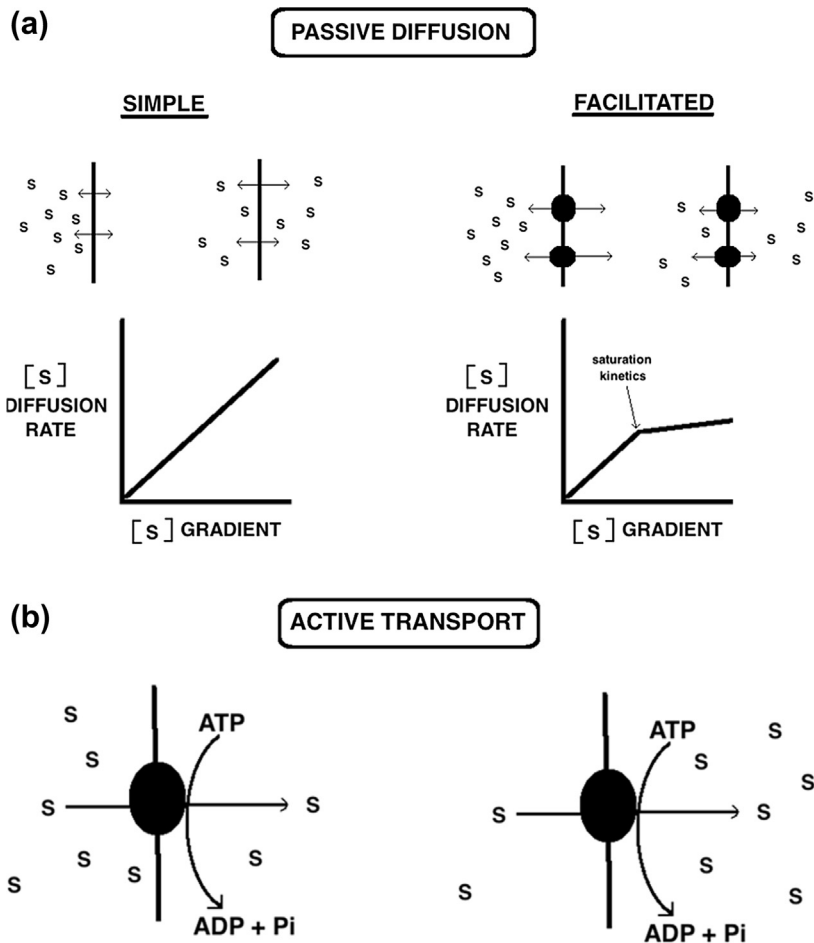 (a)
PASSIVE DIFFUSION
SIMPLE
FACILITATED
S S S S S S S S
S S S S S S S S
S S S S S S S S S
S S S S S S S S
[S]
DIFFUSION
RATE
[S] GRADIENT
[S]
DIFFUSION
RATE
saturation
kinetics
[S] GRADIENT
(b)
ACTIVE TRANSPORT
S
S
ATP
S
S
S
S
S
S
ADP + Pi
ATP
S
S
S
S
S
S
S
S
ADP + Pi